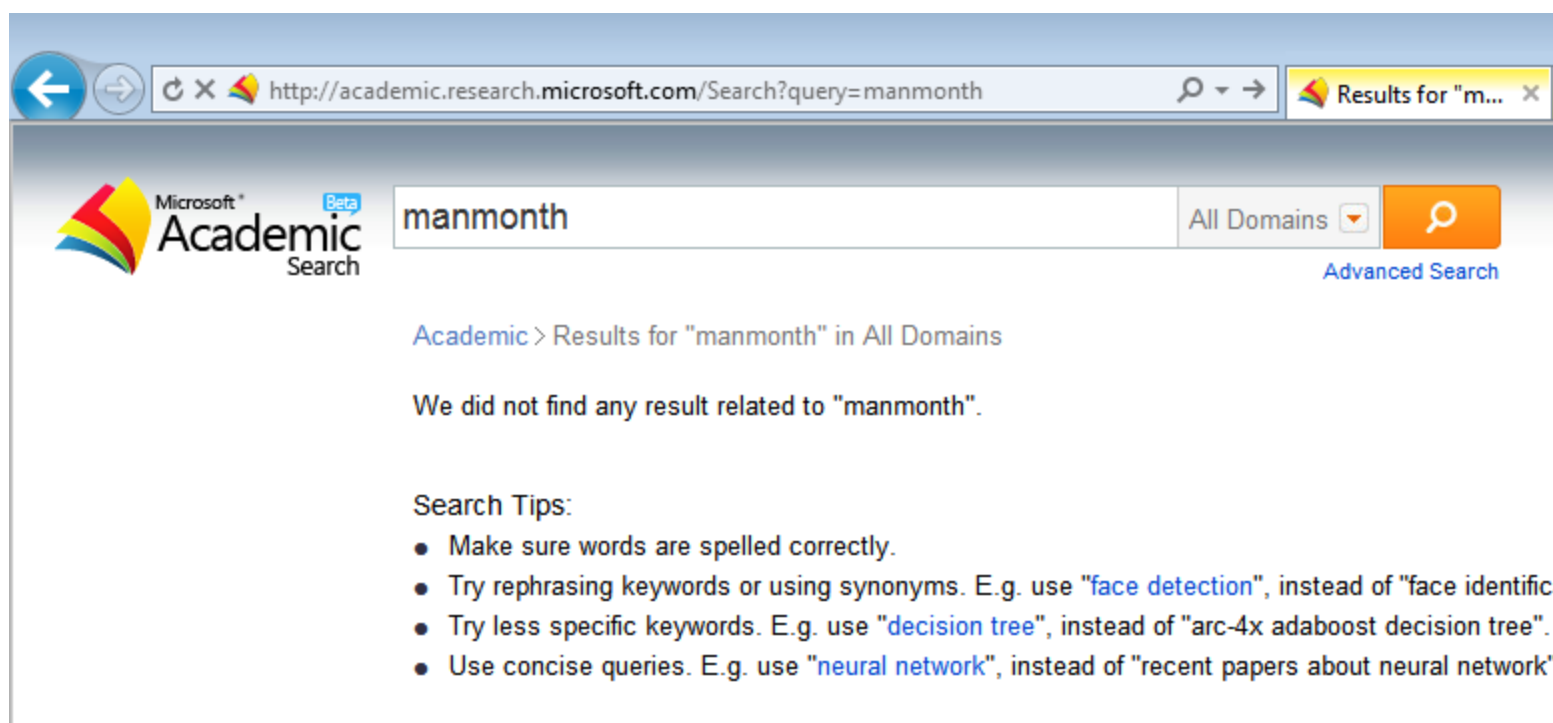 http://academic.research.microsoft.com/Search?query=manmonth
Results for "m...
Microsoft®
Beta
Academic
Search
manmonth
All Domains
Advanced Search
Academic > Results for "manmonth" in All Domains
We did not find any result related to "manmonth".
Search Tips:
● Make sure words are spelled correctly.
● Try rephrasing keywords or using synonyms. E.g. use "face detection", instead of "face identific
● Try less specific keywords. E.g. use "decision tree", instead of "arc-4x adaboost decision tree".
● Use concise queries. E.g. use "neural network", instead of "recent papers about neural network"